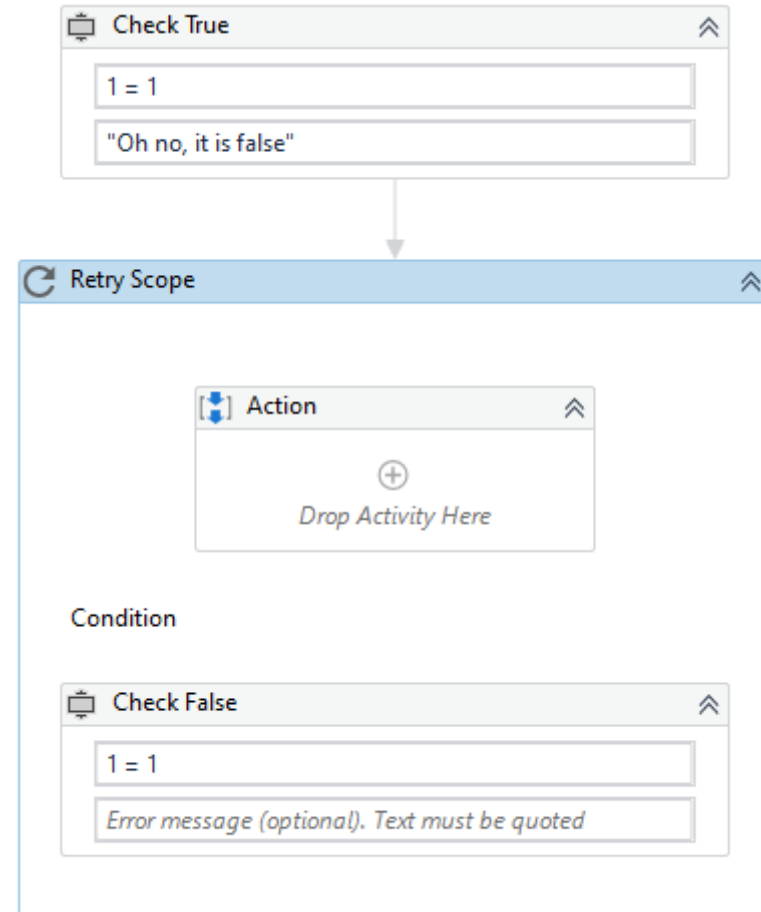 Check True
1 = 1
"Oh no, it is false"
Retry Scope
Action
Drop Activity Here
Condition
Check False
1 = 1
Error message (optional). Text must be quoted